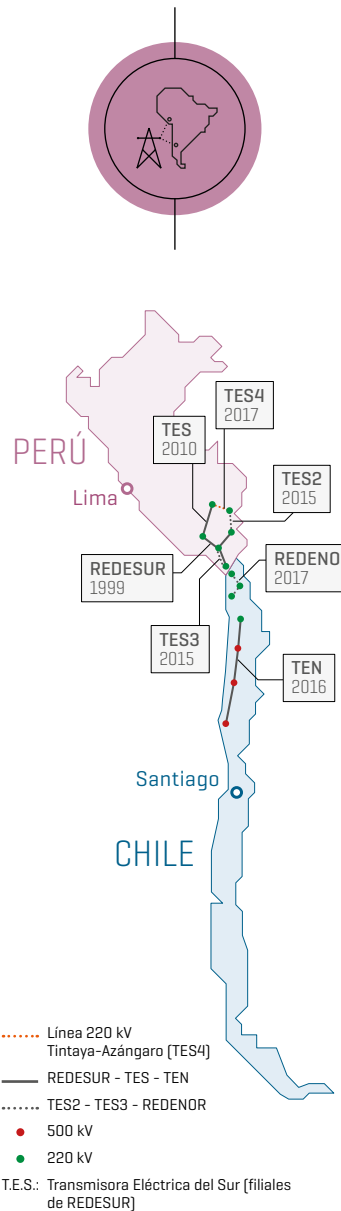 TES4
2017
TES
2010
PERÚ
TES2
2015
Lima
REDESUR
1999
REDENO
2017
TES3
2015
TEN
2016
Santiago
CHILE
Línea 220 kV
Tintaya-Azángaro (TES4)
REDESUR - TES - TEN
TES2 - TES3 - REDENOR
500 kV
220 kV
T.E.S.: Transmisora Eléctrica del Sur (filiales
de REDESUR)